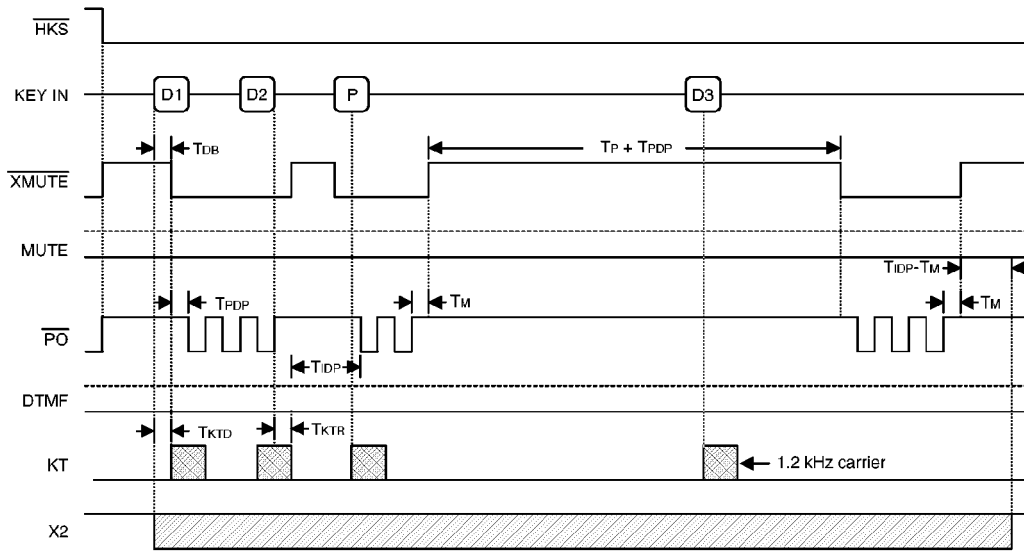 HKS
KEY IN D1 D2 P D3
TDB
TP + TPDP
XMUTE
MUTE
TIDP-TM
TPDP TM TM
PO
TIDP
DTMF
TKTD TKTR
KT 1.2 kHz carrier
X2